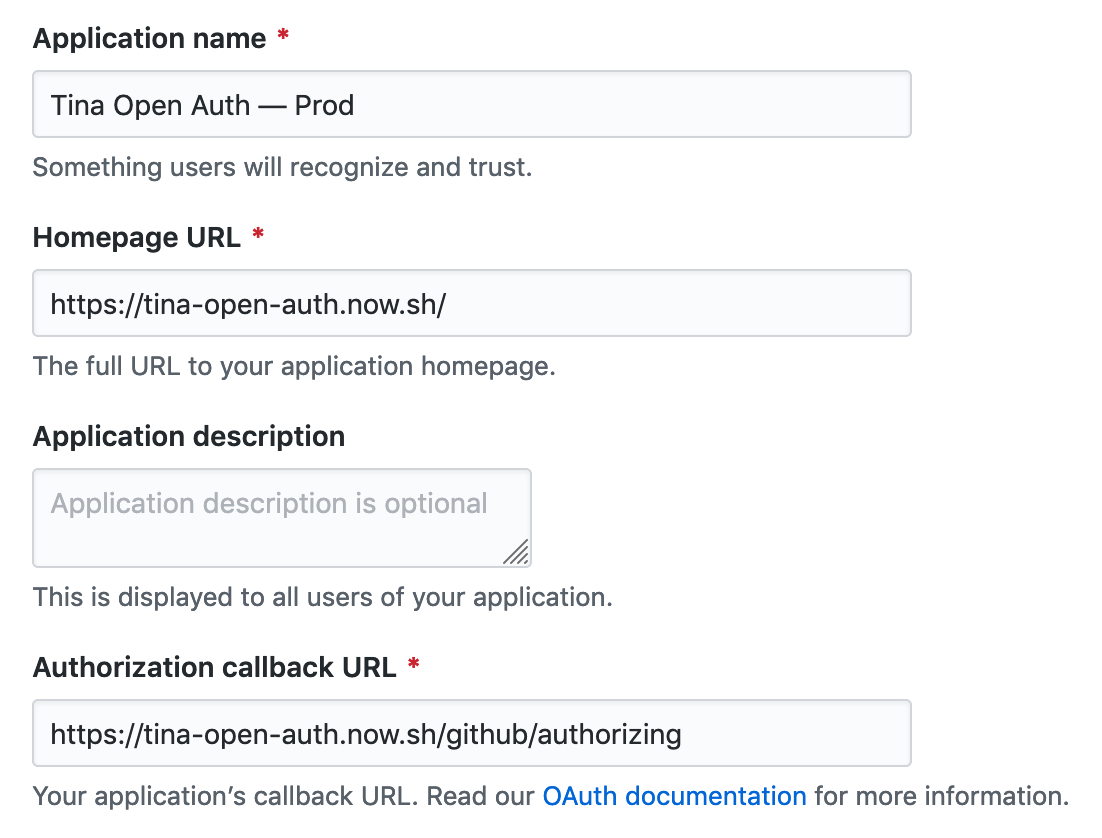 Application name *
Tina Open Auth — Prod
Something users will recognize and trust.
Homepage URL *
https://tina-open-auth.now.sh/
The full URL to your application homepage.
Application description
Application description is optional
This is displayed to all users of your application.
Authorization callback URL *
https://tina-open-auth.now.sh/github/authorizing
Your application’s callback URL. Read our OAuth documentation for more information.